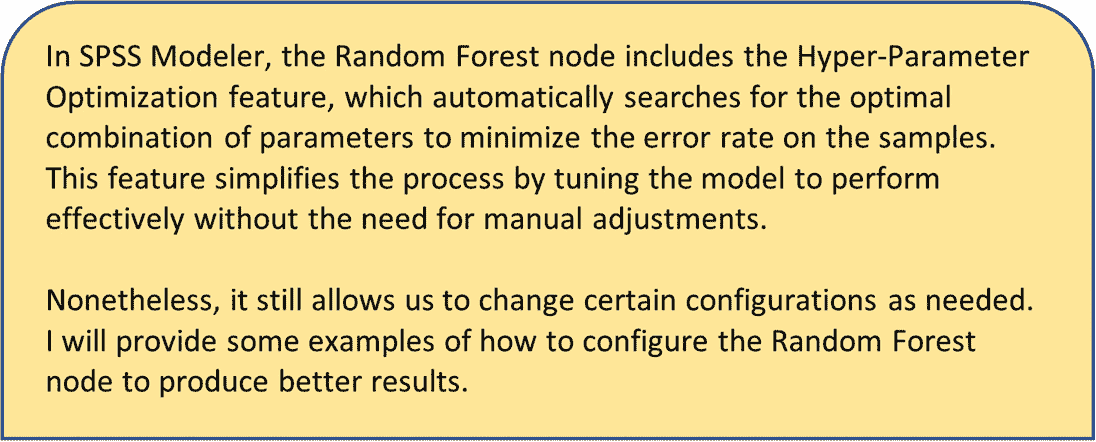 In SPSS Modeler, the Random Forest node includes the Hyper-Parameter
Optimization feature, which automatically searches for the optimal
combination of parameters to minimize the error rate on the samples.
This feature simplifies the process by tuning the model to perform
effectively without the need for manual adjustments.
Nonetheless, it still allows us to change certain configurations as needed.
I will provide some examples of how to configure the Random Forest
node to produce better results.